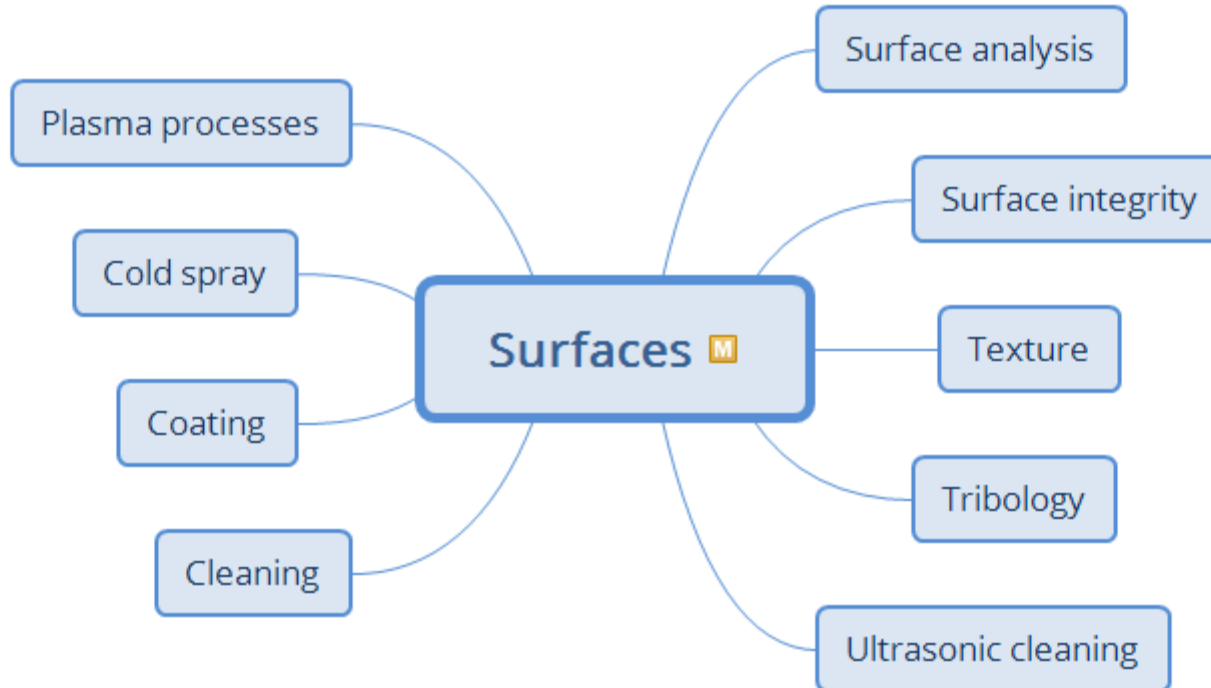 Surface analysis
Plasma processes
Surface integrity
Cold spray
Surfaces M
Texture
Coating
Tribology
Cleaning
Ultrasonic cleaning